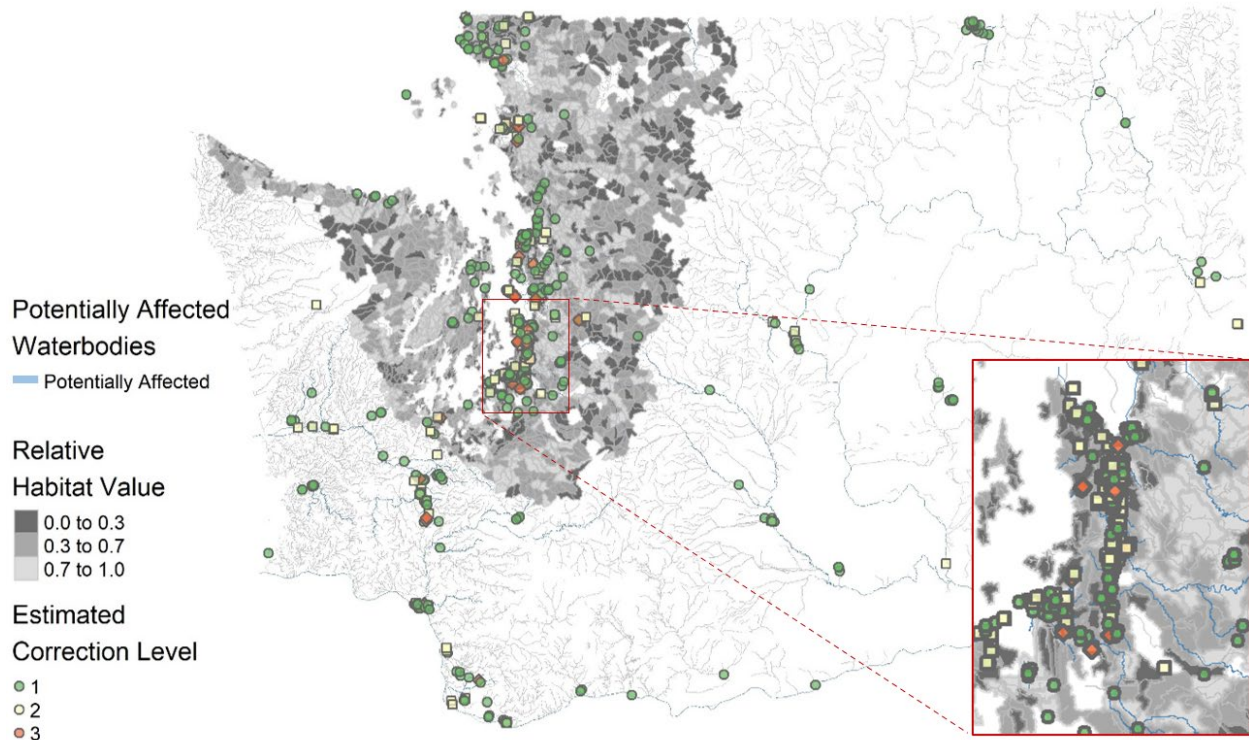 Potentially Affected
Waterbodies
Potentially Affected
Relative
Habitat Value
0.0 to 0.3
0.3 to 0.7
0.7 to 1.0
Estimated
Correction Level
1
2
3